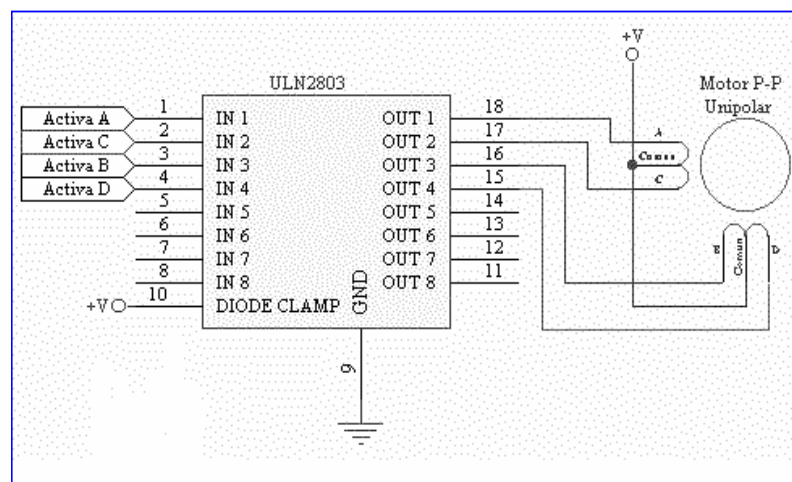 +V
ULN2803
Motor P-P
Unipolar
Activa A
1
IN 1
OUT 1
18
A
Activa C
2
IN 2
OUT 2
17
Comun
Activa B
3
IN 3
OUT 3
16
C
Activa D
4
IN 4
OUT 4
15
5
IN 5
OUT 5
14
6
IN 6
OUT 6
13
B
Comun
D
7
IN 7
OUT 7
12
8
IN 8
OUT 8
11
+V
10
DIODE CLAMP
GND
9